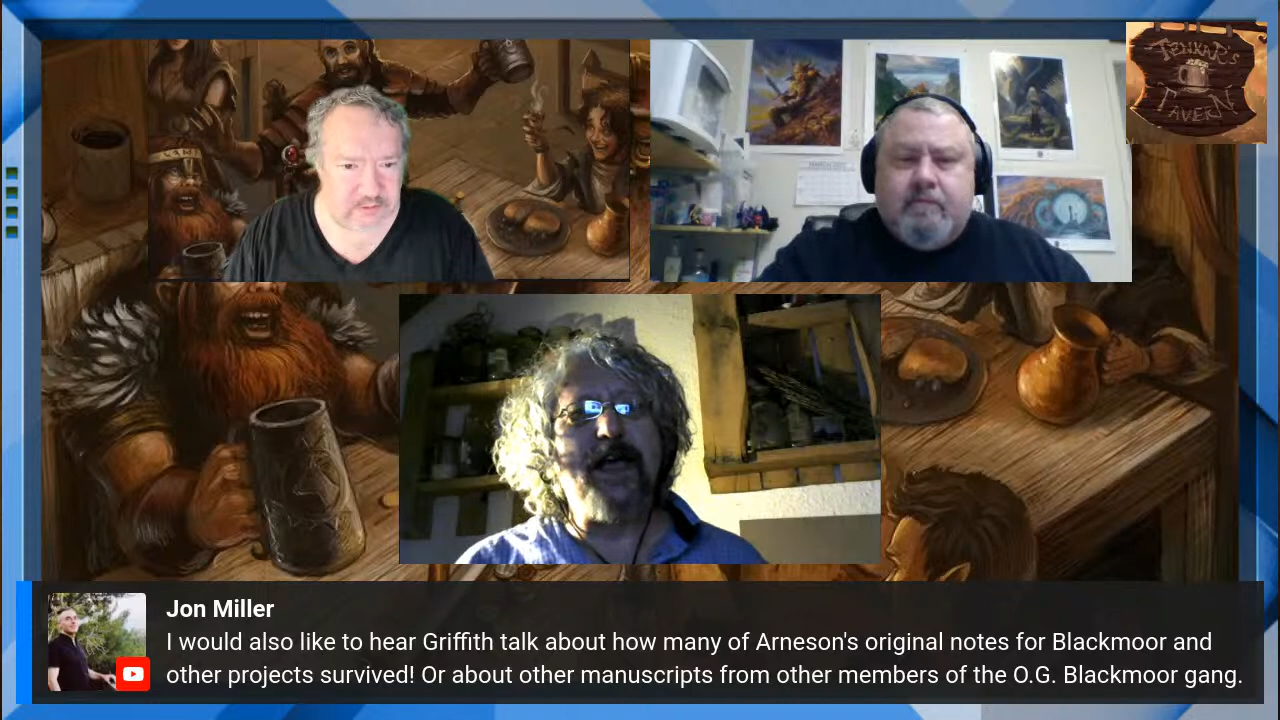 TENKAR'S
TAVERN
MARCH
Jon Miller
I would also like to hear Griffith talk about how many of Arneson's original notes for Blackmoor and
other projects survived! Or about other manuscripts from other members of the O.G. Blackmoor gang.